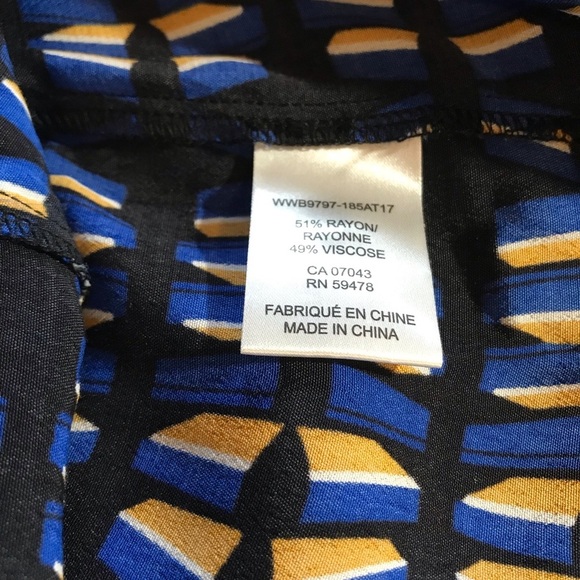 WWB9797-185AT17
51% RAYON/
RAYONNE
49% VISCOSE
CA 07043
RN 59478
FABRIQUÉ EN CHINE
MADE IN CHINA